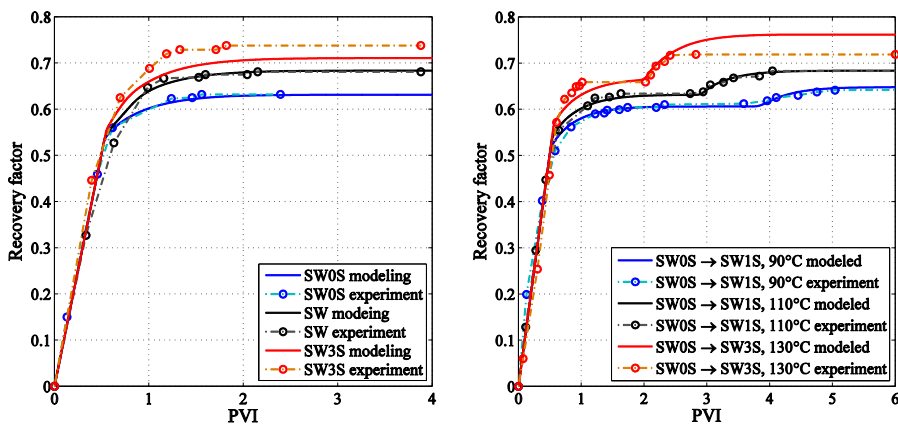 0.8
0.7
0.6
0.5
0.4
0.3
0.2
0.1
0
Recovery factor
0 1 2 3 4
PVI
SW0S modeling
SW0S experiment
SW modeing
SW experiment
SW3S modeling
SW3S experiment
0.8
0.7
0.6
0.5
0.4
0.3
0.2
0.1
0
Recovery factor
0 1 2 3 4 5 6
PVI
SW0S → SW1S, 90°C modeled
SW0S → SW1S, 90°C experiment
SW0S → SW1S, 110°C modeled
SW0S → SW1S, 110°C experiment
SW0S → SW3S, 130°C modeled
SW0S → SW3S, 130°C experiment